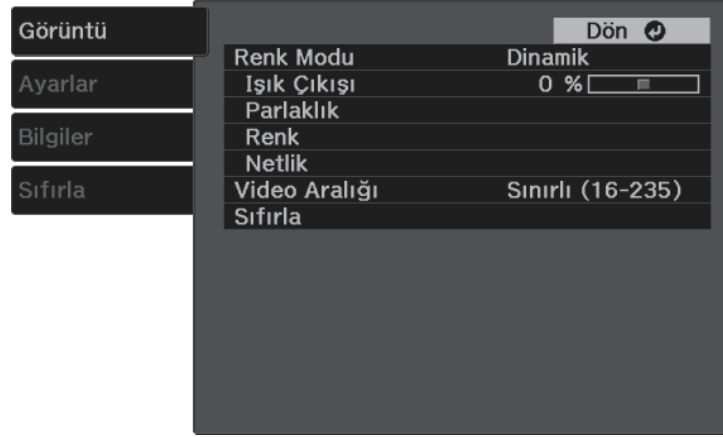 Görüntü
Ayarlar
Bilgiler
Sıfırla
Dön
Renk Modu Dinamik
Işık Çıkışı 0 %
Parlaklık
Renk
Netlik
Video Aralığı Sınırlı (16-235)
Sıfırla